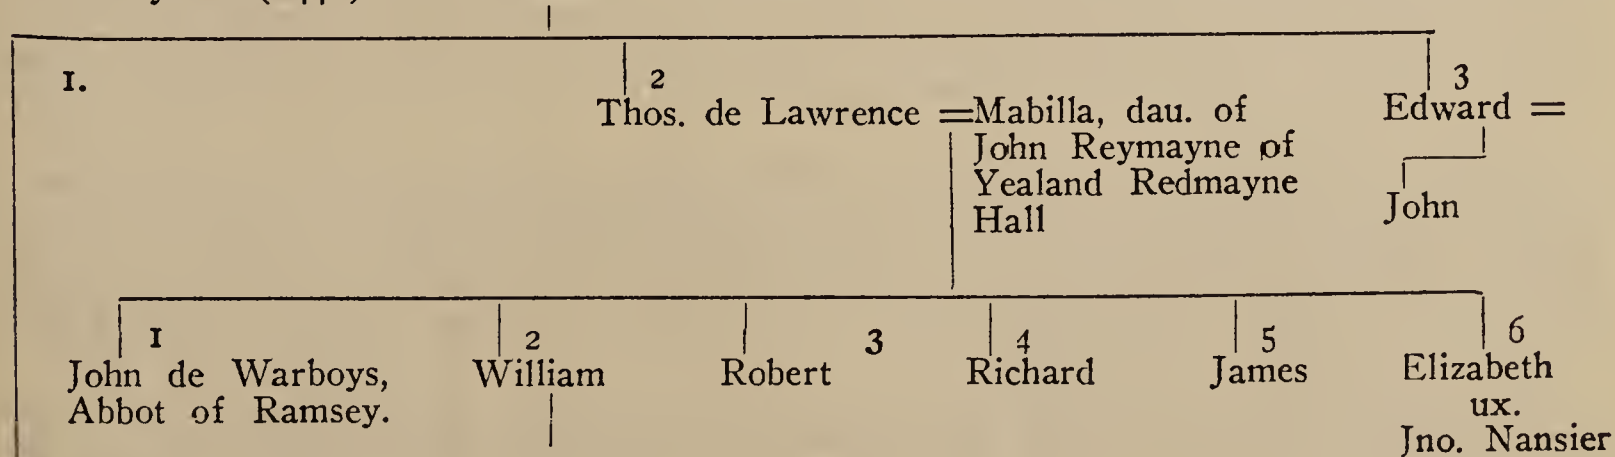 I.
2
3
Thos. de Lawrence =Mabilla, dau. of
John Reymayne of
Yealand Redmayne
Hall
Edward =
John
1
2
3
4
5
6
John de Warboys,
Abbot of Ramsey.
William
Robert
Richard
James
Elizabeth
ux.
Jno. Nansier